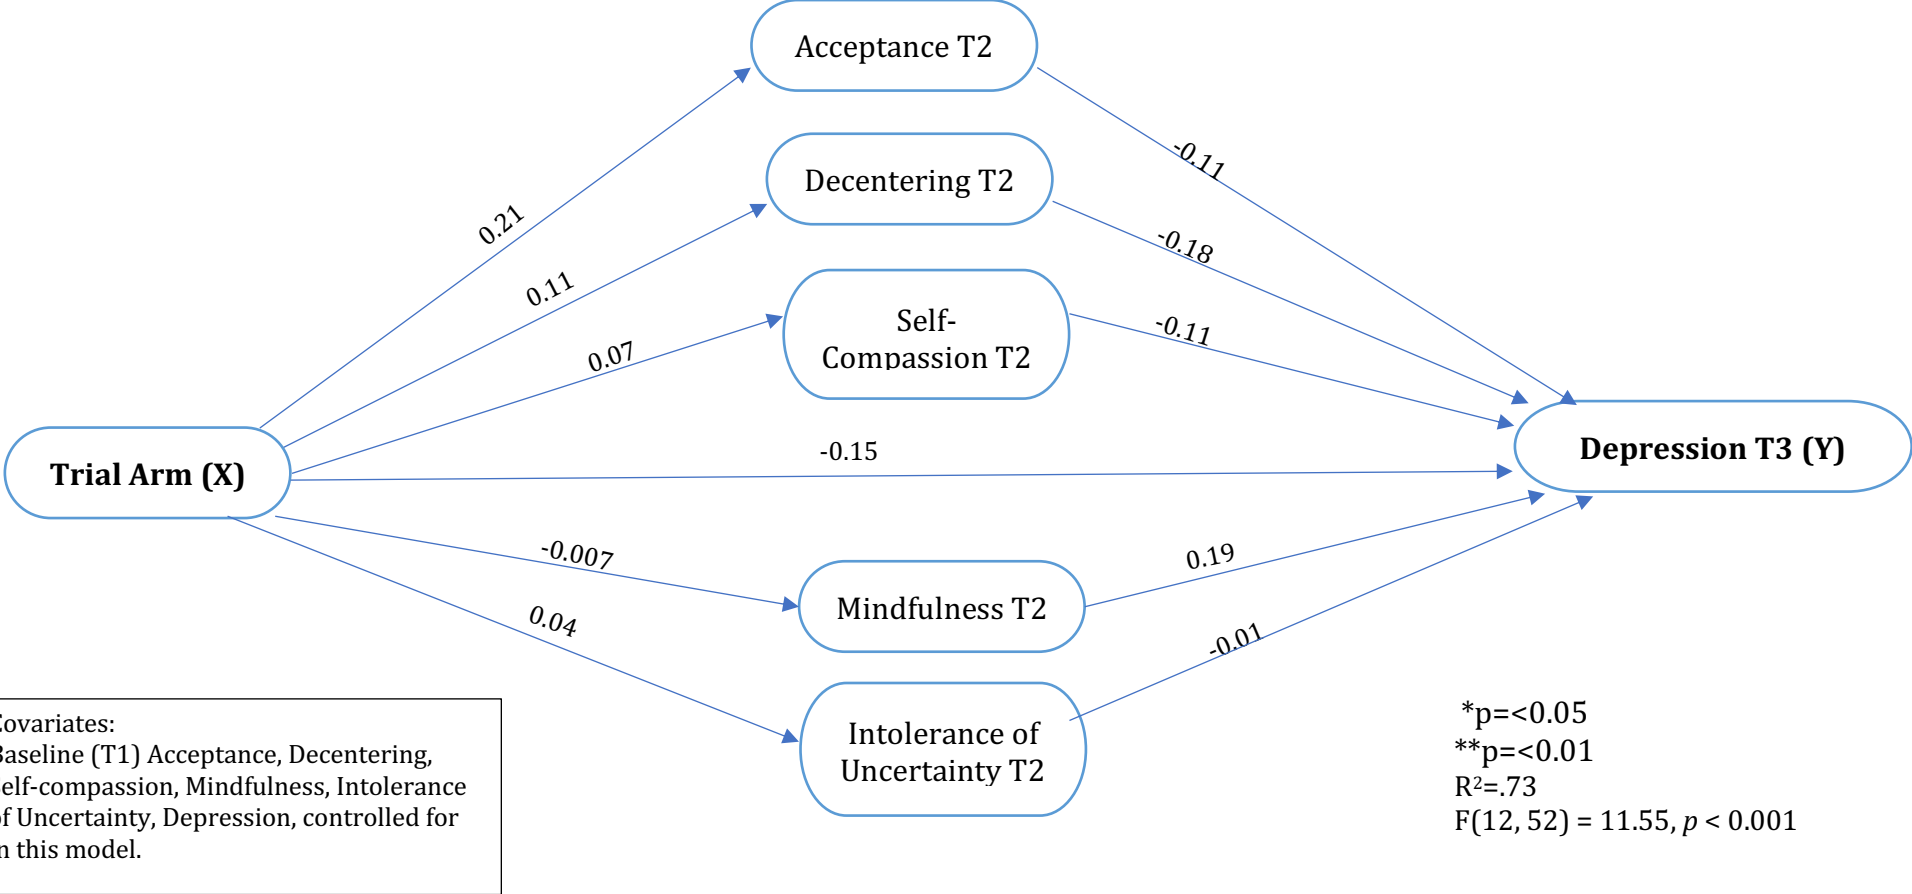 Acceptance T2
-0.11
Decentering T2
0.21
-0.18
0.11
Self-
Compassion T2
-0.11
0.07
-0.15
Trial Arm (X)
Depression T3 (Y)
-0.007
0.19
Mindfulness T2
0.04
-0.01
Intolerance of
Uncertainty T2
ovariates:
aseline (T1) Acceptance, Decentering,
elf-compassion, Mindfulness, Intolerance
f Uncertainty, Depression, controlled for
n this model.
*p=<0.05
**p=<0.01
R²=.73
F(12, 52) = 11.55, p < 0.001